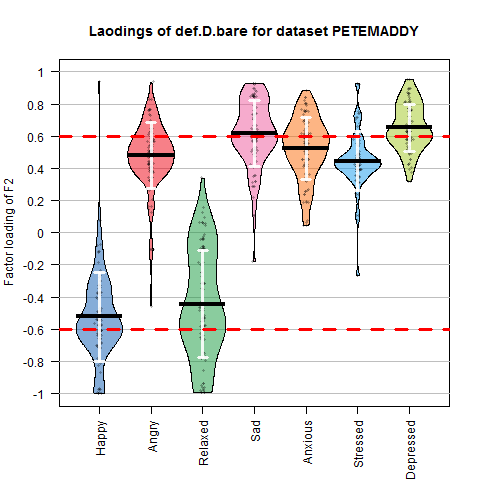 Laodings of def.D.bare for dataset PETEMADDY
Factor loading of F2
1
0.8
0.6
0.4
0.2
0
-0.2
-0.4
-0.6
-0.8
-1
Happy
Angry
Relaxed
Sad
Anxious
Stressed
Depressed